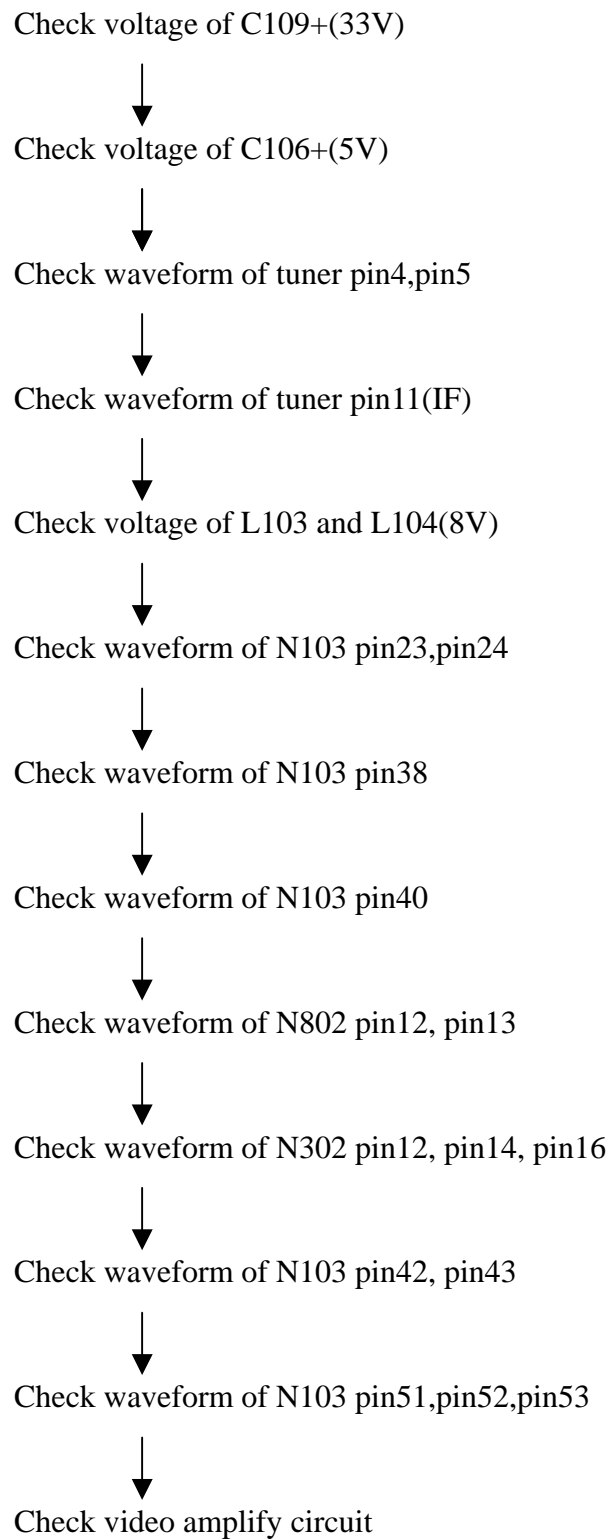 Check voltage of C109+(33V)
Check voltage of C106+(5V)
Check waveform of tuner pin4,pin5
Check waveform of tuner pin11(IF)
Check voltage of L103 and L104(8V)
Check waveform of N103 pin23,pin24
Check waveform of N103 pin38
Check waveform of N103 pin40
Check waveform of N802 pin12, pin13
Check waveform of N302 pin12, pin14, pin16
Check waveform of N103 pin42, pin43
Check waveform of N103 pin51,pin52,pin53
Check video amplify circuit